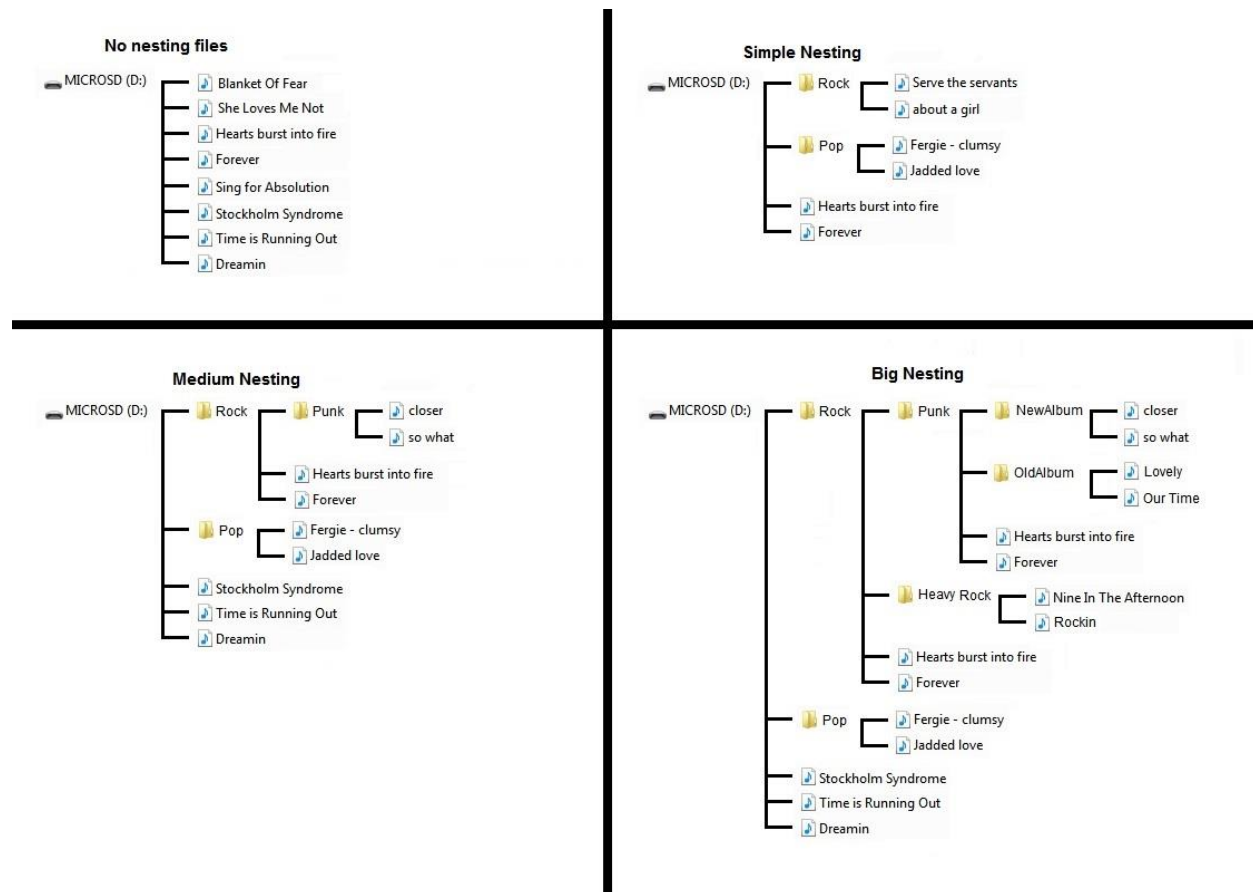 No nesting files
MICROSD (D:)
Blanket Of Fear
She Loves Me Not
Hearts burst into fire
Forever
Sing for Absolution
Stockholm Syndrome
Time is Running Out
Dreamin
Simple Nesting
MICROSD (D:)
Rock
Serve the servants
about a girl
Pop
Fergie - clumsy
Jadded love
Hearts burst into fire
Forever
Medium Nesting
MICROSD (D:)
Rock
Punk
closer
so what
Hearts burst into fire
Forever
Pop
Fergie - clumsy
Jadded love
Stockholm Syndrome
Time is Running Out
Dreamin
Big Nesting
MICROSD (D:)
Rock
Punk
NewAlbum
closer
so what
OldAlbum
Lovely
Our Time
Hearts burst into fire
Forever
Heavy Rock
Nine In The Afternoon
Rockin
Hearts burst into fire
Forever
Pop
Fergie - clumsy
Jadded love
Stockholm Syndrome
Time is Running Out
Dreamin